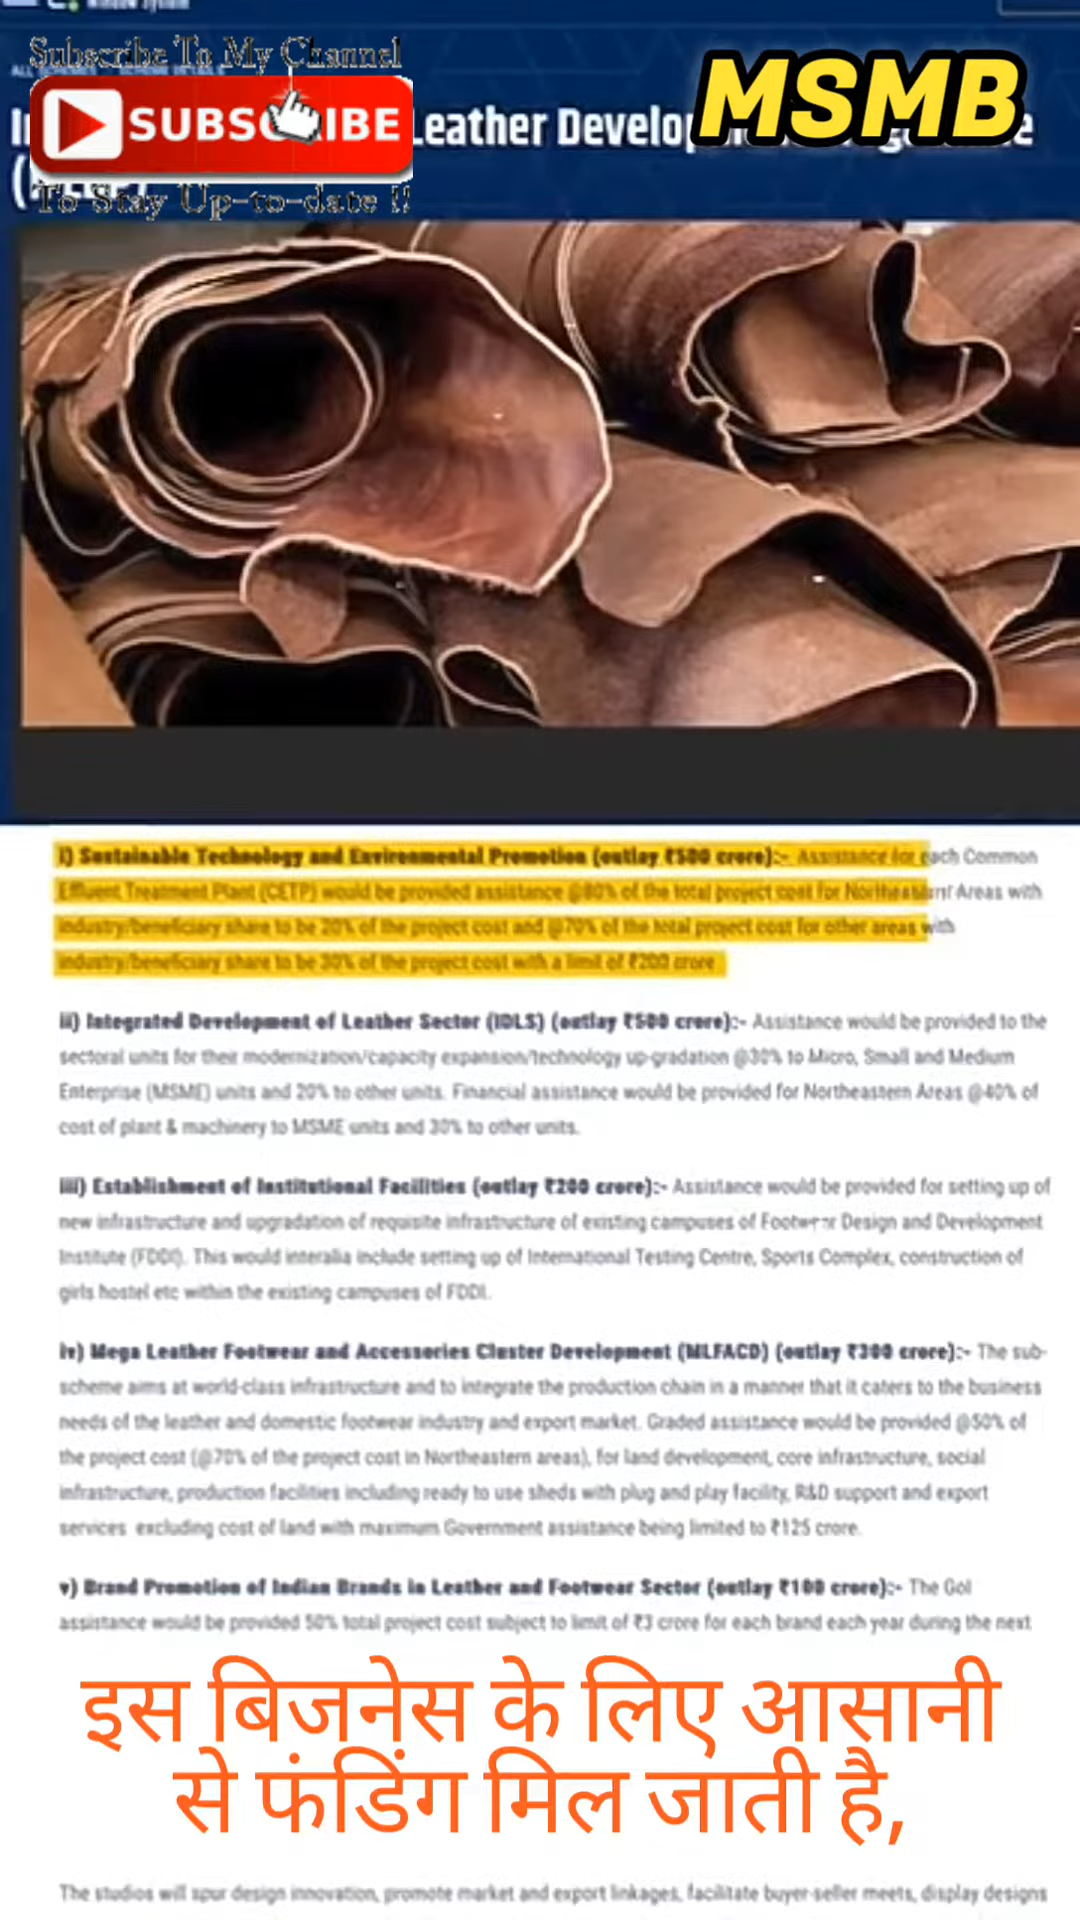 Window System
Subscribe To My Channel
SUBSCRIBE
MSMB
Leather Develop
To Stay Up-to-date !!
i) Sustainable Technology and Environmental Promotion (outlay ₹500 crore):- Assistance for each Common
Effluent Treatment Plant (CETP) would be provided assistance @80% of the total project cost for Northeastern Areas with
industry/beneficiary share to be 20% of the project cost and @70% of the total project cost for other areas with
industry/beneficiary share to be 30% of the project cost with a limit of ₹200 crore
ii) Integrated Development of Leather Sector (IDLS) (outlay ₹500 crore):- Assistance would be provided to the
sectoral units for their modernization/capacity expansion/technology up-gradation @30% to Micro, Small and Medium
Enterprise (MSME) units and 20% to other units. Financial assistance would be provided for Northeastern Areas @40% of
cost of plant & machinery to MSME units and 30% to other units.
iii) Establishment of Institutional Facilities (outlay ₹200 crore):- Assistance would be provided for setting up of
new infrastructure and upgradation of requisite infrastructure of existing campuses of Footwear Design and Development
Institute (FDDI). This would interalia include setting up of International Testing Centre, Sports Complex, construction of
girls hostel etc within the existing campuses of FDDI.
iv) Mega Leather Footwear and Accessories Cluster Development (MLFACD) (outlay ₹300 crore):- The sub-
scheme aims at world-class infrastructure and to integrate the production chain in a manner that it caters to the business
needs of the leather and domestic footwear industry and export market. Graded assistance would be provided @50% of
the project cost (@70% of the project cost in Northeastern areas), for land development, core infrastructure, social
infrastructure, production facilities including ready to use sheds with plug and play facility, R&D support and export
services excluding cost of land with maximum Government assistance being limited to ₹125 crore.
v) Brand Promotion of Indian Brands in Leather and Footwear Sector (outlay ₹100 crore):- The GoI
assistance would be provided 50% total project cost subject to limit of ₹3 crore for each brand each year during the next
इस बिजनेस के लिए आसानी
से फंडिंग मिल जाती है,
The studios will spur design innovation, promote market and export linkages, facilitate buyer-seller meets, display designs